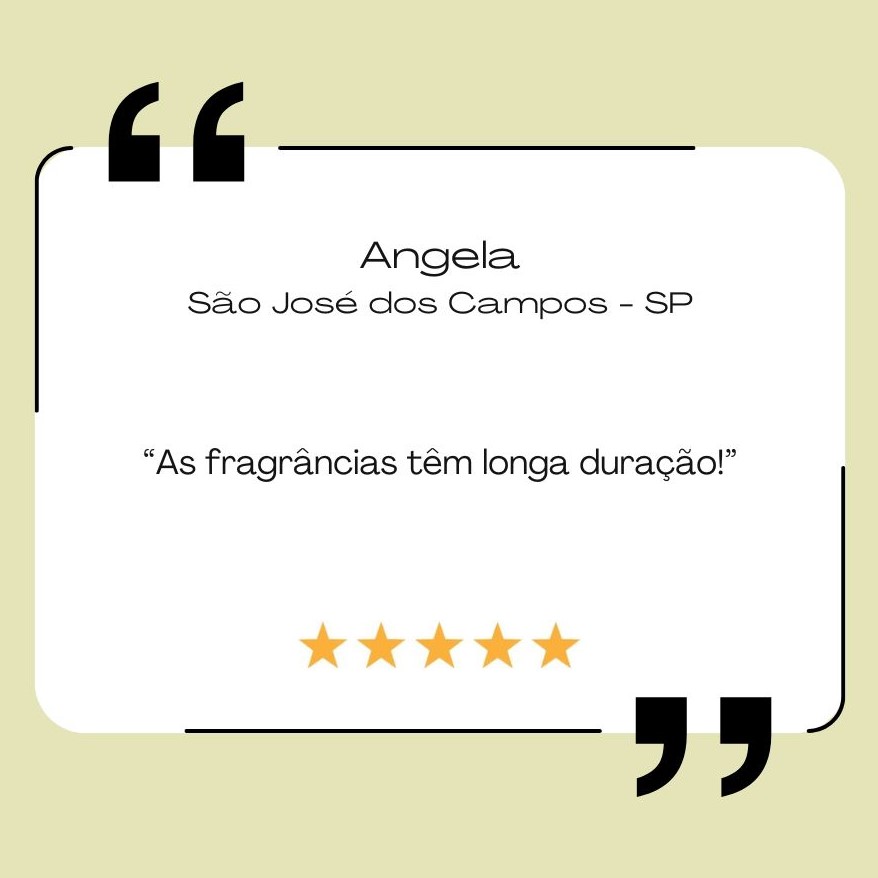 Angela
São José dos Campos - SP
“As fragrâncias têm longa duração!”